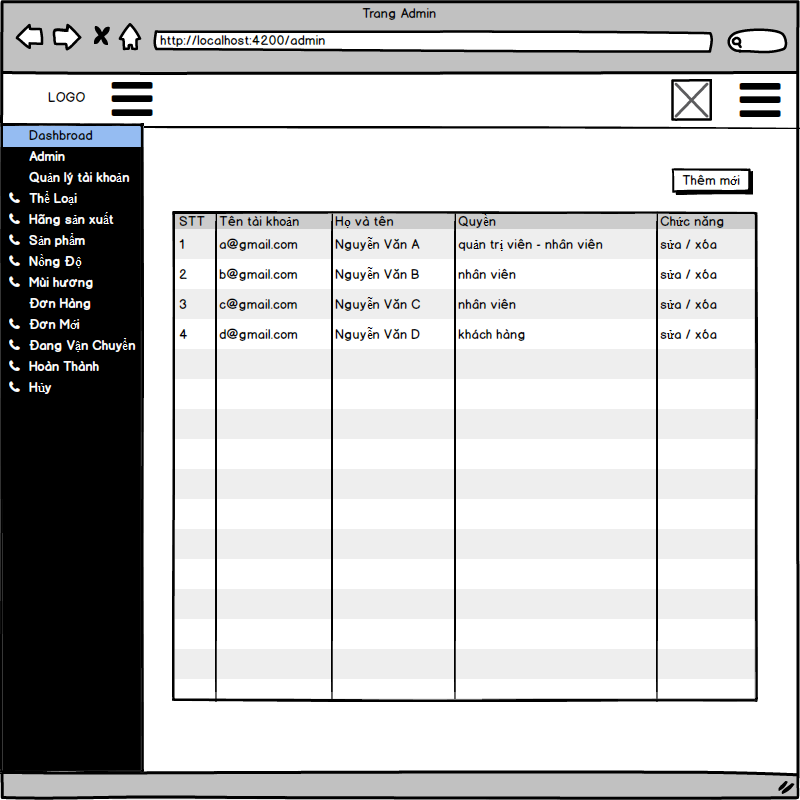 Trang Admin
http://localhost:4200/admin
LOGO
Dashbroad
Admin
Quản lý tài khoản
Thể Loại
Hãng sản xuất
Sản phẩm
Nồng Độ
Mùi hương
Đơn Hàng
Đơn Mới
Đang Vận Chuyển
Hoàn Thành
Hủy
Thêm mới
STT Tên tài khoản Họ và tên Quyền Chức năng
1 a@gmail.com Nguyễn Văn A quản trị viên - nhân viên sửa / xóa
2 b@gmail.com Nguyễn Văn B nhân viên sửa / xóa
3 c@gmail.com Nguyễn Văn C nhân viên sửa / xóa
4 d@gmail.com Nguyễn Văn D khách hàng sửa / xóa